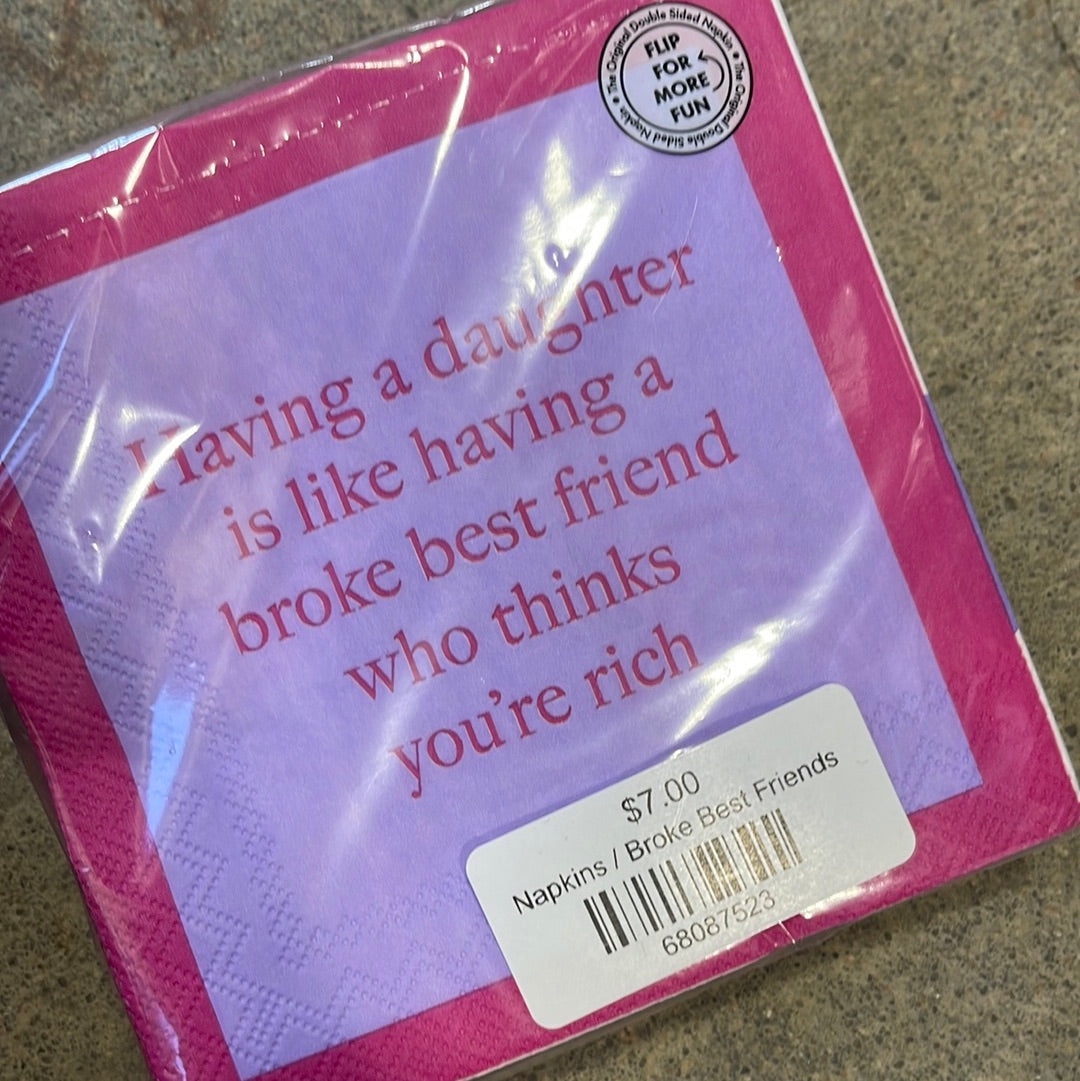 The Original Double Sided Napkin • The Original Double Sided Napkin •
FLIP
FOR
MORE
FUN
Having a daughter
is like having a
broke best friend
who thinks
you’re rich
$7.00
Napkins / Broke Best Friends
68087523